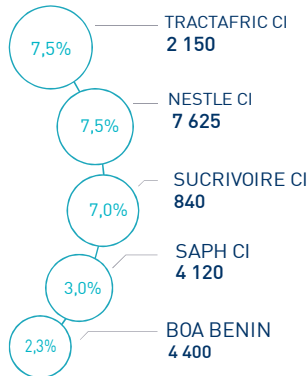 7,5%
TRACTAFRIC CI
2 150
7,5%
NESTLE CI
7 625
7,0%
SUCRIVOIRE CI
840
3,0%
SAPH CI
4 120
2,3%
BOA BENIN
4 400